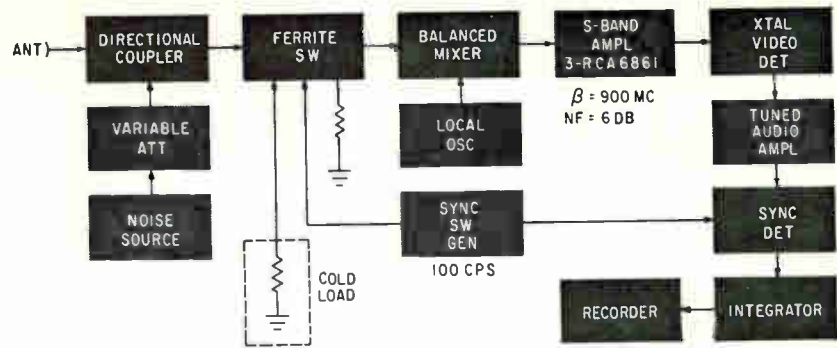 ANT
DIRECTIONAL
COUPLER
FERRITE
SW
BALANCED
MIXER
S-BAND
AMPL
3-RCA6861
XTAL
VIDEO
DET
β = 900 MC
NF = 6 DB
VARIABLE
ATT
LOCAL
OSC
TUNED
AUDIO
AMPL
NOISE
SOURCE
SYNC
SW
GEN
100 CPS
SYNC
DET
COLD
LOAD
RECORDER
INTEGRATOR